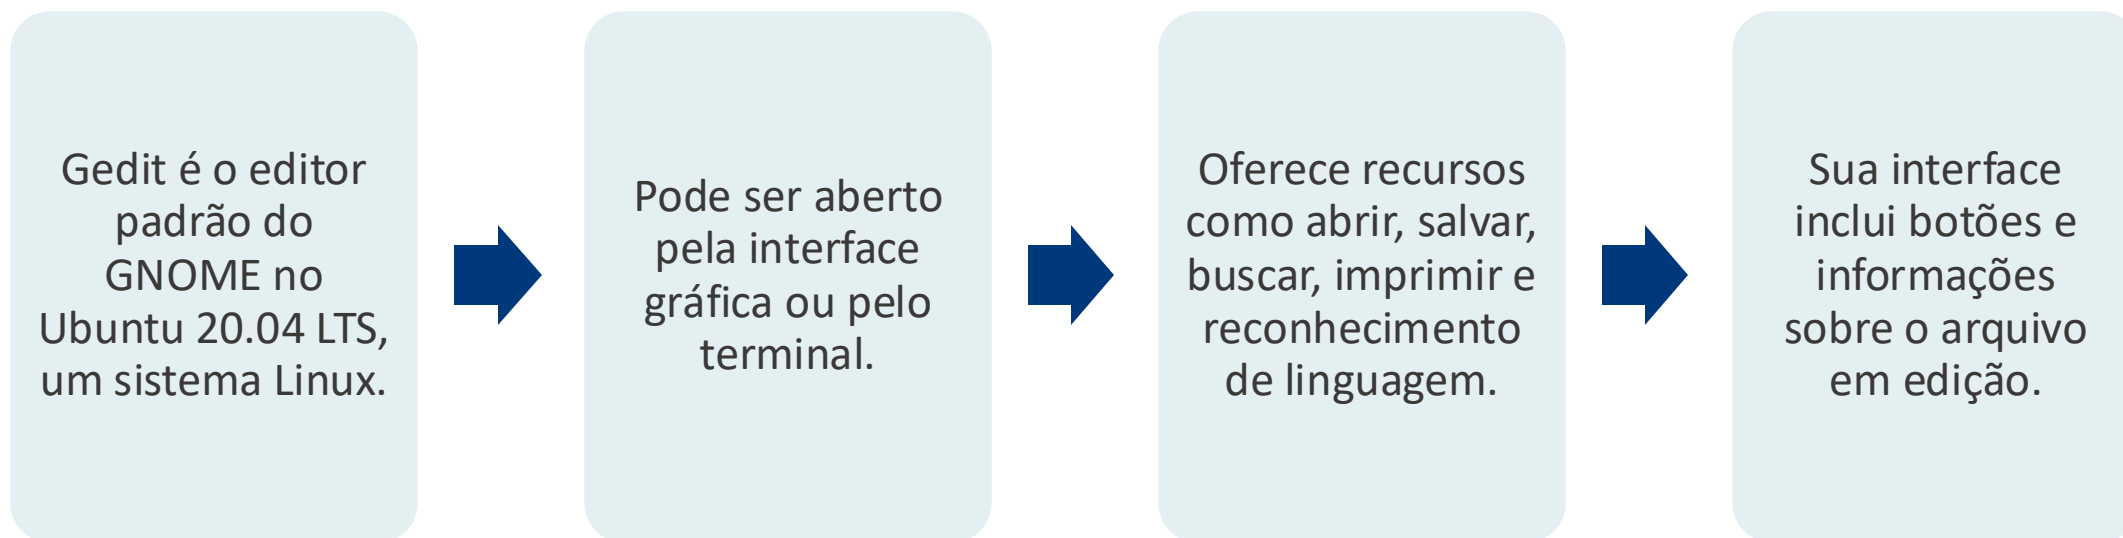 Gedit é o editor
padrão do
GNOME no
Ubuntu 20.04 LTS,
um sistema Linux.
Pode ser aberto
pela interface
gráfica ou pelo
terminal.
Oferece recursos
como abrir, salvar,
buscar, imprimir e
reconhecimento
de linguagem.
Sua interface
inclui botões e
informações
sobre o arquivo
em edição.